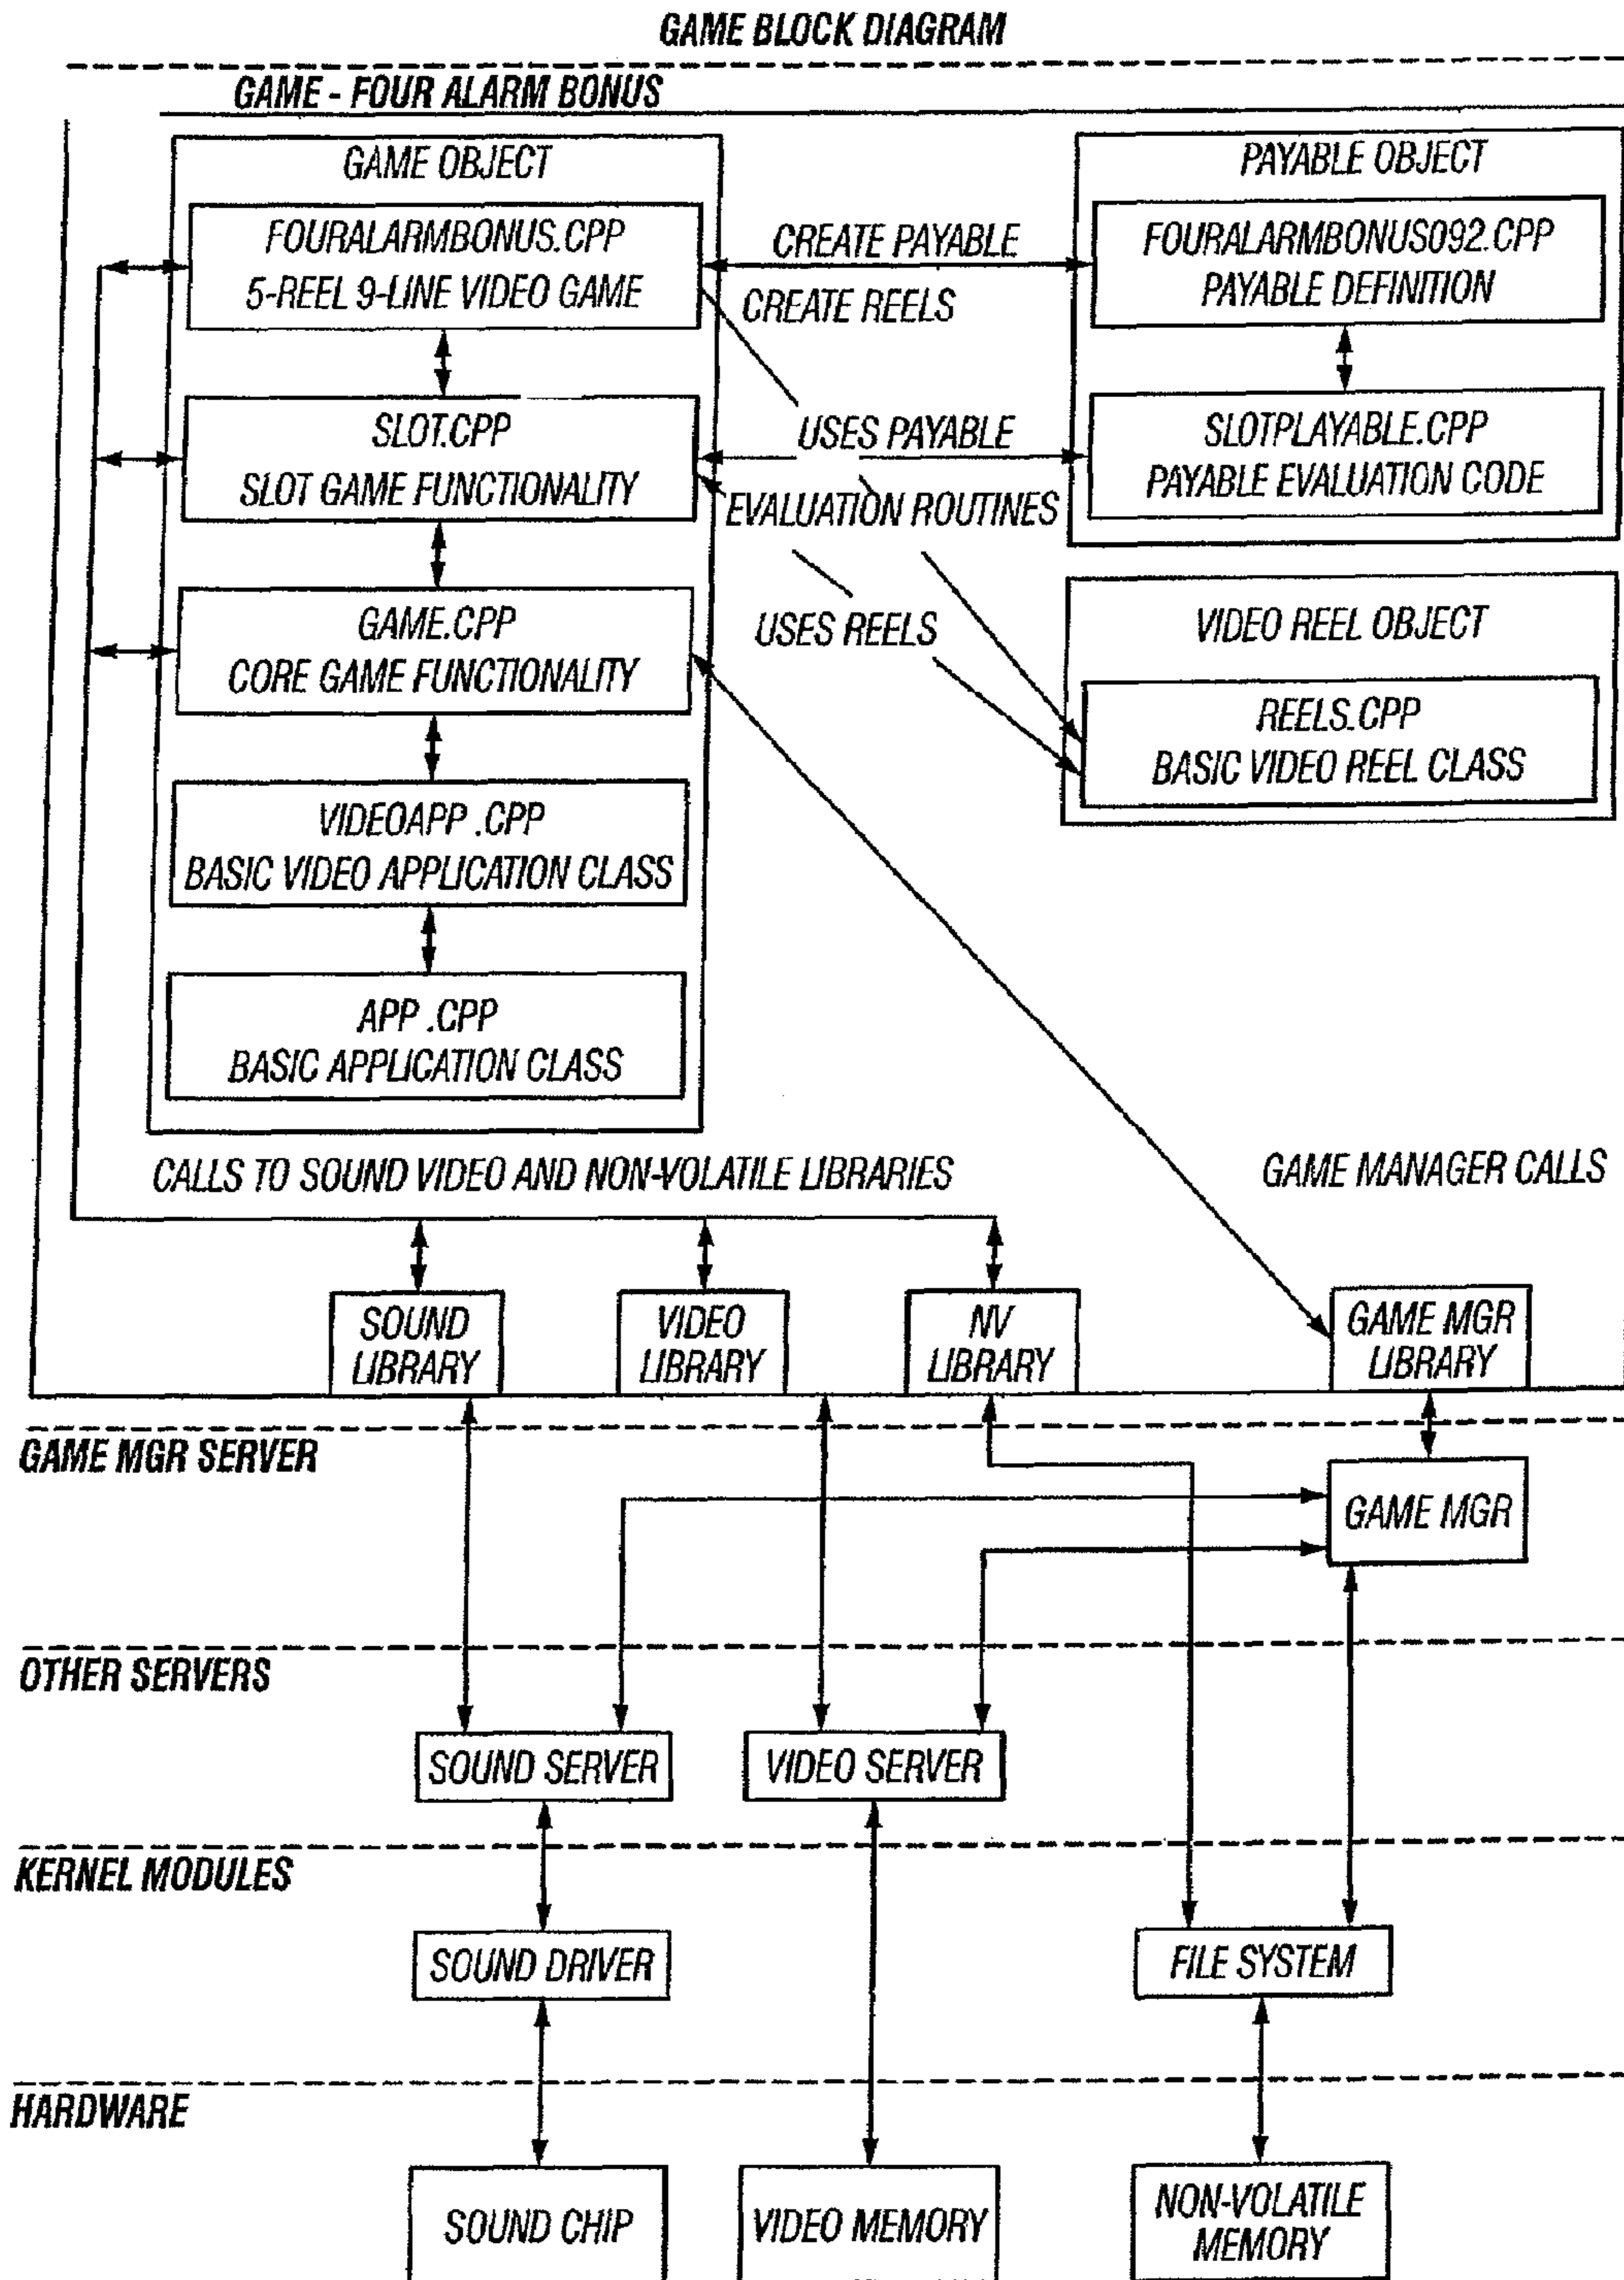 GAME BLOCK DIAGRAM
GAME - FOUR ALARM BONUS
GAME OBJECT
FOURALARMBONUS.CPP
5-REEL 9-LINE VIDEO GAME
SLOT.CPP
SLOT GAME FUNCTIONALITY
GAME.CPP
CORE GAME FUNCTIONALITY
VIDEOAPP .CPP
BASIC VIDEO APPLICATION CLASS
APP .CPP
BASIC APPLICATION CLASS
CREATE PAYABLE
CREATE REELS
USES PAYABLE
EVALUATION ROUTINES
USES REELS
PAYABLE OBJECT
FOURALARMBONUS092.CPP
PAYABLE DEFINITION
SLOTPLAYABLE.CPP
PAYABLE EVALUATION CODE
VIDEO REEL OBJECT
REELS.CPP
BASIC VIDEO REEL CLASS
CALLS TO SOUND VIDEO AND NON-VOLATILE LIBRARIES
GAME MANAGER CALLS
SOUND
LIBRARY
VIDEO
LIBRARY
NV
LIBRARY
GAME MGR
LIBRARY
GAME MGR SERVER
GAME MGR
OTHER SERVERS
SOUND SERVER
VIDEO SERVER
KERNEL MODULES
SOUND DRIVER
FILE SYSTEM
HARDWARE
SOUND CHIP
VIDEO MEMORY
NON-VOLATILE
MEMORY